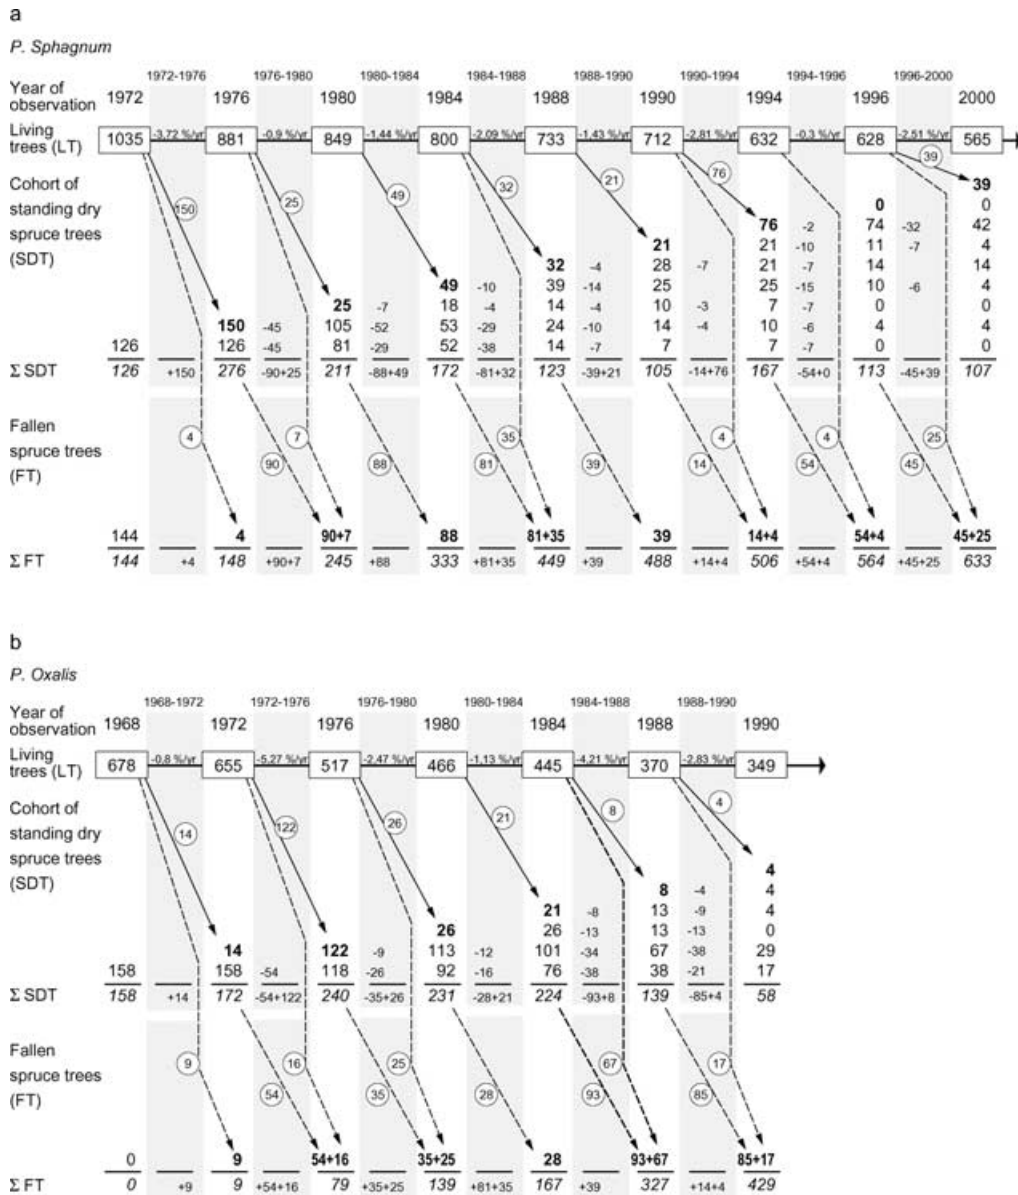 a
P. Sphagnum
1972-1976 1976-1980 1980-1984 1984-1988 1988-1990 1990-1994 1994-1996 1996-2000
Year of
observation 1972 1976 1980 1984 1988 1990 1994 1996 2000
Living
trees (LT) 1035 -3,72 %/yr 881 -0,9 %/yr 849 -1,44 %/yr 800 -2,09 %/yr 733 -1,43 %/yr 712 -2,81 %/yr 632 -0,3 %/yr 628 -2,51 %/yr 565
39
Cohort of 150 25 49 32 21 76 39
standing dry 0 0
spruce trees 76 -2 74 -32 42
(SDT) 21 21 -10 11 -7 4
32 -4 28 -7 21 -7 14 14
49 -10 39 -14 25 25 -15 10 -6 4
25 -7 18 -4 14 -4 10 -3 7 -7 0 0
150 -45 105 -52 53 -29 24 -10 14 -4 10 -6 4 0
126 126 -45 81 -29 52 -38 14 -7 7 7 -7 0 0
Σ SDT 126 +150 276 -90+25 211 -88+49 172 -81+32 123 -39+21 105 -14+76 167 -54+0 113 -45+39 107
Fallen
spruce trees 4 7 35 4 4 25
(FT) 90 88 81 39 14 54 45
144 4 90+7 88 81+35 39 14+4 54+4 45+25
Σ FT 144 +4 148 +90+7 245 +88 333 +81+35 449 +39 488 +14+4 506 +54+4 564 +45+25 633
b
P. Oxalis
1968-1972 1972-1976 1976-1980 1980-1984 1984-1988 1988-1990
Year of
observation 1968 1972 1976 1980 1984 1988 1990
Living
trees (LT) 678 -0,8 %/yr 655 -5,27 %/yr 517 -2,47 %/yr 466 -1,13 %/yr 445 -4,21 %/yr 370 -2,83 %/yr 349
Cohort of 4
standing dry 14 122 26 21 8
spruce trees 4
(SDT) 8 -4 4
21 -8 13 -9 4
26 26 -13 13 -13 0
14 122 -9 113 -12 101 -34 67 -38 29
158 158 -54 118 -26 92 -16 76 -38 38 -21 17
Σ SDT 158 +14 172 -54+122 240 -35+26 231 -28+21 224 -93+8 139 -85+4 58
Fallen
spruce trees 9 16 25 67 17
(FT) 54 35 28 93 85
0 9 54+16 35+25 28 93+67 85+17
Σ FT 0 +9 9 +54+16 79 +35+25 139 +81+35 167 +39 327 +14+4 429